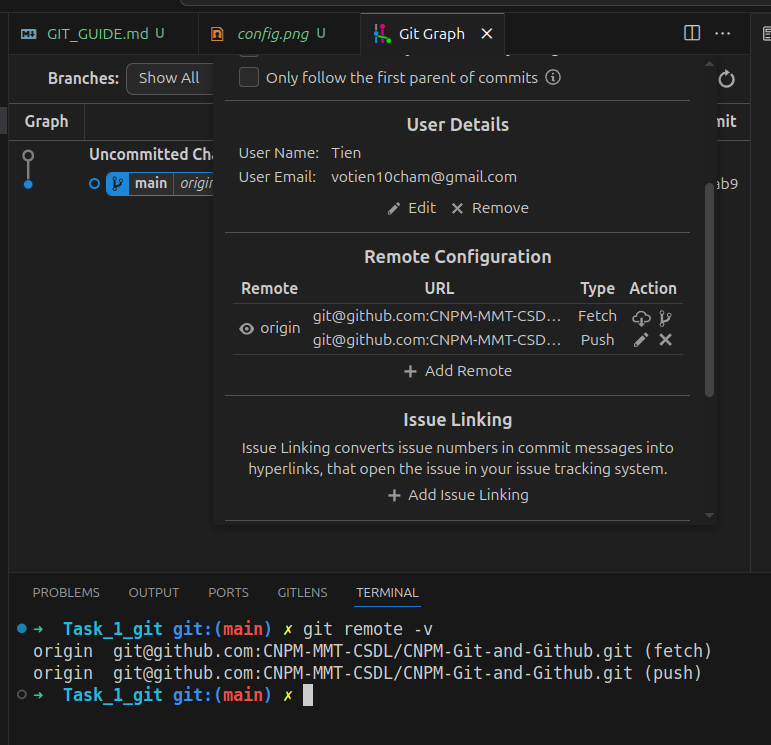 GIT_GUIDE.md U config.png U Git Graph
Branches: Show All
Only follow the first parent of commits
Graph
mit
User Details
Uncommitted Cha
User Name: Tien
User Email: votien10cham@gmail.com
main origin
ab9
Edit Remove
Remote Configuration
Remote URL Type Action
origin
git@github.com:CNPM-MMT-CSD... Fetch
git@github.com:CNPM-MMT-CSD... Push
Add Remote
Issue Linking
Issue Linking converts issue numbers in commit messages into
hyperlinks, that open the issue in your issue tracking system.
Add Issue Linking
PROBLEMS OUTPUT PORTS GITLENS TERMINAL
➜ Task_1_git git:(main) ✗ git remote -v
origin git@github.com:CNPM-MMT-CSDL/CNPM-Git-and-Github.git (fetch)
origin git@github.com:CNPM-MMT-CSDL/CNPM-Git-and-Github.git (push)
➜ Task_1_git git:(main) ✗